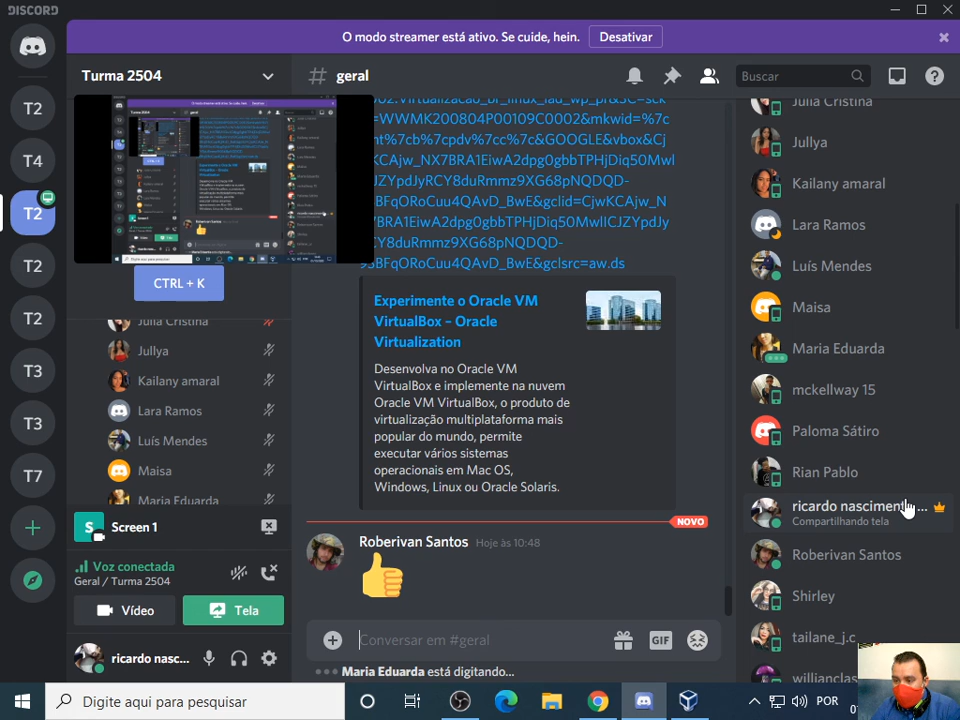 DISCORD
O modo streamer está ativo. Se cuide, hein.
Desativar
Turma 2504
geral
Buscar
T2
T4
T2
T2
T2
T3
T3
T7
CTRL + K
Julia Cristina
Jullya
Kailany amaral
Lara Ramos
Luís Mendes
Maisa
Maria Eduarda
S
Screen 1
Voz conectada
Geral / Turma 2504
Vídeo
Tela
ricardo nasc...
=WWMK200804P00109C0002&mkwid=%7c
nt%7cb%7cpdv%7cc%7c&GOOGLE&vbox&Cj
KCAjw_NX7BRA1EiwA2dpg0gbbTPHjDiq50Mwl
JZYpdJyRCY8duRmmz9XG68pNQDQD-
BFqORoCuu4QAvD_BwE&gclid=CjwKCAjw_N
7BRA1EiwA2dpg0gbbTPHjDiq50MwlICJZYpdJy
CY8duRmmz9XG68pNQDQD-
9SBFqORoCuu4QAvD_BwE&gclsrc=aw.ds
Experimente o Oracle VM
VirtualBox – Oracle
Virtualization
Desenvolva no Oracle VM
VirtualBox e implemente na nuvem
Oracle VM VirtualBox, o produto de
virtualização multiplataforma mais
popular do mundo, permite
executar vários sistemas
operacionais em Mac OS,
Windows, Linux ou Oracle Solaris.
NOVO
Roberivan Santos Hoje às 10:48
Conversar em #geral
GIF
Maria Eduarda está digitando...
Julia Cristina
Jullya
Kailany amaral
Lara Ramos
Luís Mendes
Maisa
Maria Eduarda
mckellway 15
Paloma Sátiro
Rian Pablo
ricardo nasciment...
Compartilhando tela
Roberivan Santos
Shirley
tailane_j.c
willianclas
Digite aqui para pesquisar
POR